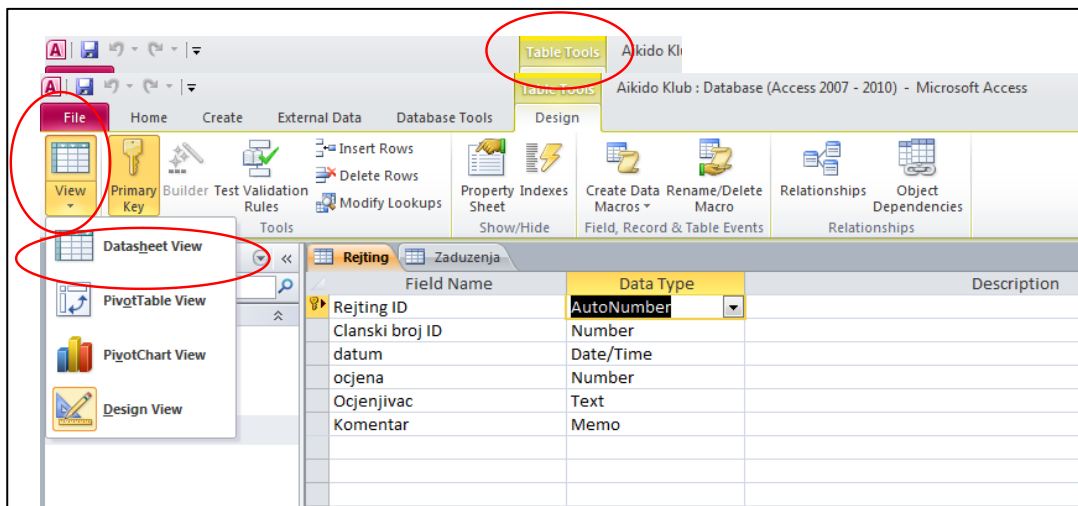 Table Tools Aikido Kl
Table Tools Aikido Klub : Database (Access 2007 - 2010) - Microsoft Access
File Home Create External Data Database Tools Design
View Primary Key Builder Test Validation Rules
Insert Rows
Delete Rows
Modify Lookups
Property Sheet Indexes Create Data Macros Rename/Delete Macro Relationships Object Dependencies
Tools Show/Hide Field, Record & Table Events Relationships
Datasheet View
PivotTable View
PivotChart View
Design View
Rejting Zaduzenja
Field Name Data Type Description
Rejting ID AutoNumber
Clanski broj ID Number
datum Date/Time
ocjena Number
Ocjenjivac Text
Komentar Memo